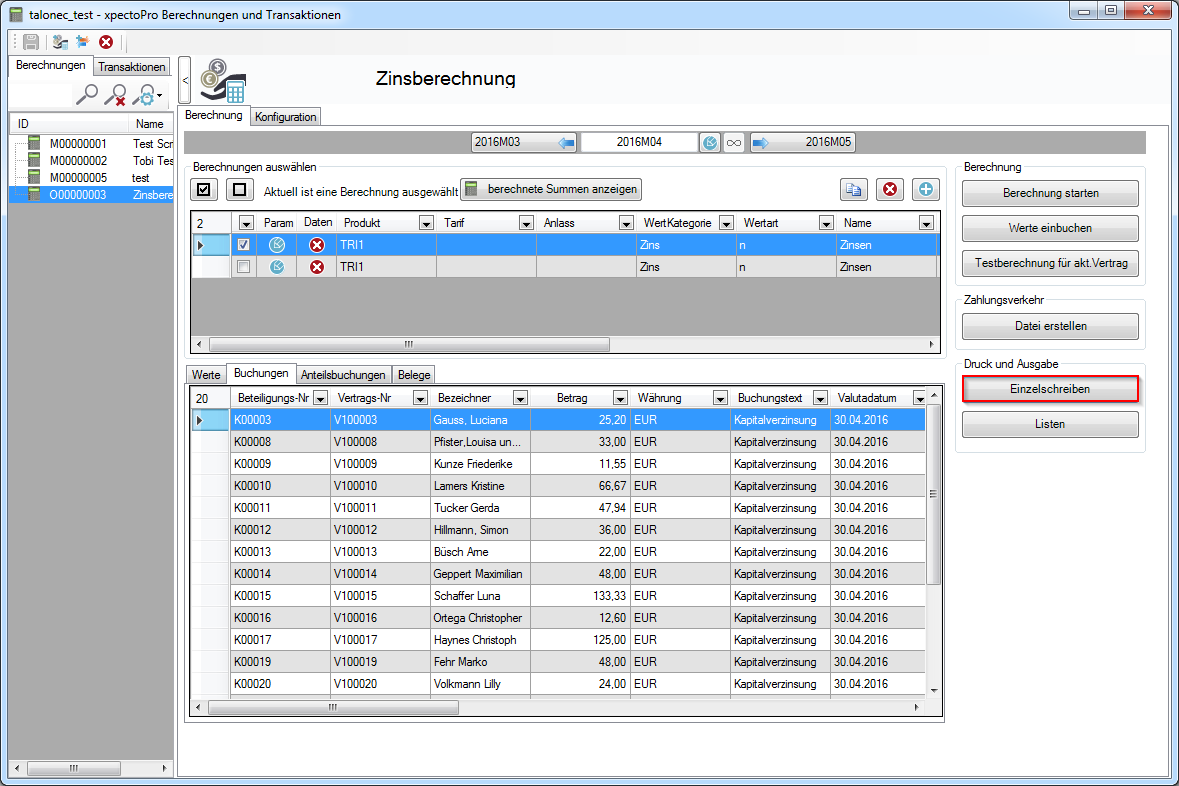 talonec_test - xpectoPro Berechnungen und Transaktionen
Berechnungen Transaktionen
ID Name
M00000001 Test Scr
M00000002 Tobi Tes
M00000005 test
O00000003 Zinsbere
<
Zinsberechnung
Berechnung Konfiguration
2016M03 2016M04 2016M05
Berechnungen auswählen
Aktuell ist eine Berechnung ausgewählt berechnete Summen anzeigen
2 Param Daten Produkt Tarif Anlass WertKategorie Wertart Name
TRI1 Zins n Zinsen
TRI1 Zins n Zinsen
Werte Buchungen Anteilsbuchungen Belege
20 Beteiligungs-Nr Vertrags-Nr Bezeichner Betrag Währung Buchungstext Valutadatum
K00003 V100003 Gauss, Luciana 25,20 EUR Kapitalverzinsung 30.04.2016
K00008 V100008 Pfister,Louisa un... 33,00 EUR Kapitalverzinsung 30.04.2016
K00009 V100009 Kunze Friederike 11,55 EUR Kapitalverzinsung 30.04.2016
K00010 V100010 Lamers Kristine 66,67 EUR Kapitalverzinsung 30.04.2016
K00011 V100011 Tucker Gerda 47,94 EUR Kapitalverzinsung 30.04.2016
K00012 V100012 Hillmann, Simon 36,00 EUR Kapitalverzinsung 30.04.2016
K00013 V100013 Büsch Arne 22,00 EUR Kapitalverzinsung 30.04.2016
K00014 V100014 Geppert Maximilian 48,00 EUR Kapitalverzinsung 30.04.2016
K00015 V100015 Schaffer Luna 133,33 EUR Kapitalverzinsung 30.04.2016
K00016 V100016 Ortega Christopher 12,60 EUR Kapitalverzinsung 30.04.2016
K00017 V100017 Haynes Christoph 125,00 EUR Kapitalverzinsung 30.04.2016
K00019 V100019 Fehr Marko 48,00 EUR Kapitalverzinsung 30.04.2016
K00020 V100020 Volkmann Lilly 24,00 EUR Kapitalverzinsung 30.04.2016
Berechnung
Berechnung starten
Werte einbuchen
Testberechnung für akt.Vertrag
Zahlungsverkehr
Datei erstellen
Druck und Ausgabe
Einzelschreiben
Listen